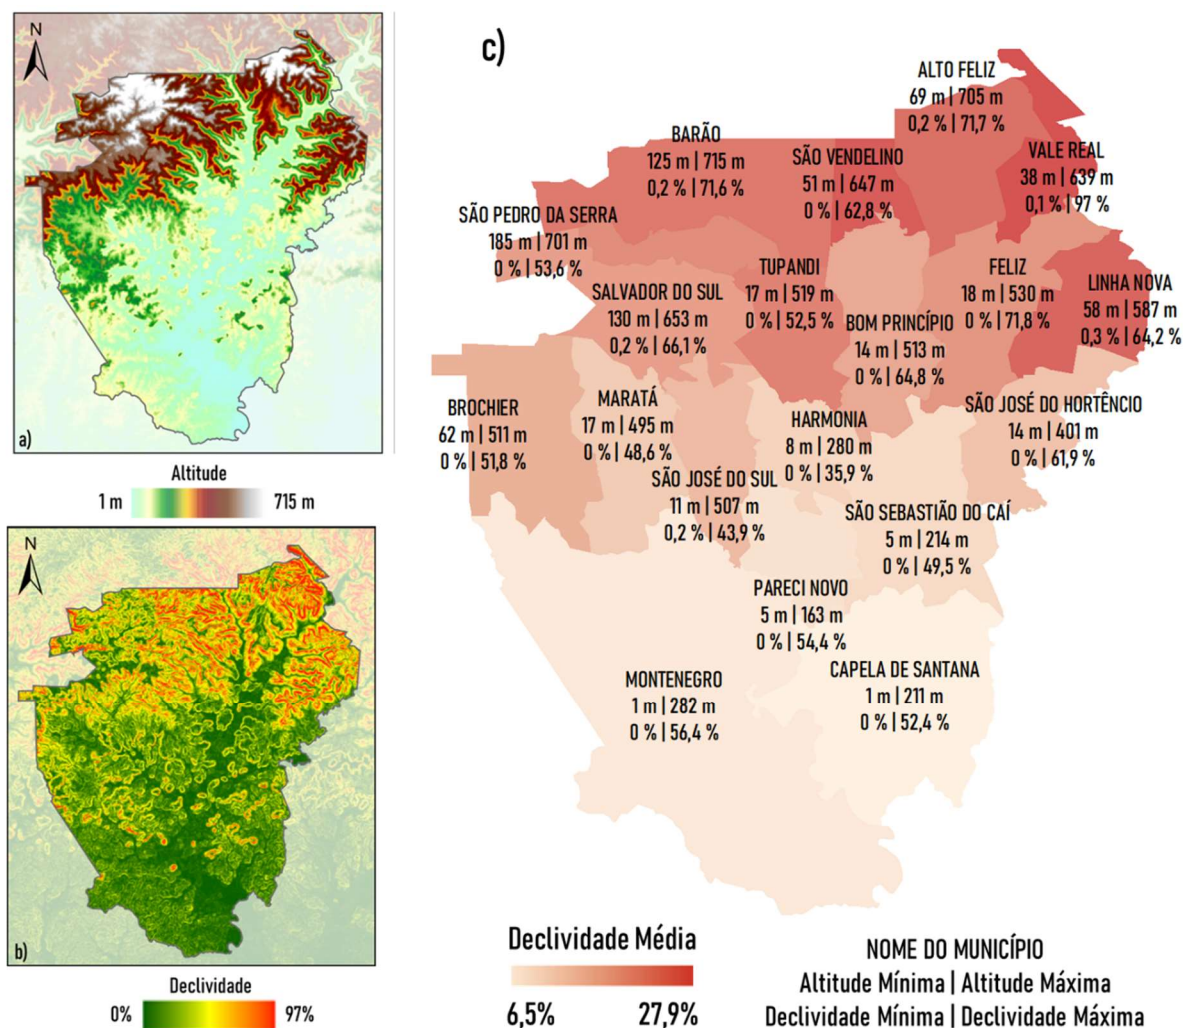 N
a)
Altitude
1 m
715 m
N
b)
Declividade
0%
97%
c)
ALTO FELIZ
69 m | 705 m
0,2 % | 71,7 %
BARÃO
125 m | 715 m
0,2 % | 71,6 %
SÃO VENDELINO
51 m | 647 m
0 % | 62,8 %
VALE REAL
38 m | 639 m
0,1 % | 97 %
SÃO PEDRO DA SERRA
185 m | 701 m
0 % | 53,6 %
SALVADOR DO SUL
130 m | 653 m
0,2 % | 66,1 %
TUPANDI
17 m | 519 m
0 % | 52,5 %
FELIZ
18 m | 530 m
0 % | 71,8 %
LINHA NOVA
58 m | 587 m
0,3 % | 64,2 %
BOM PRINCÍPIO
14 m | 513 m
0 % | 64,8 %
BROCHIER
62 m | 511 m
0 % | 51,8 %
MARATÁ
17 m | 495 m
0 % | 48,6 %
HARMONIA
8 m | 280 m
0 % | 35,9 %
SÃO JOSÉ DO HORTÊNCIO
14 m | 401 m
0 % | 61,9 %
SÃO JOSÉ DO SUL
11 m | 507 m
0,2 % | 43,9 %
SÃO SEBASTIÃO DO CAÍ
5 m | 214 m
0 % | 49,5 %
PARECI NOVO
5 m | 163 m
0 % | 54,4 %
MONTENEGRO
1 m | 282 m
0 % | 56,4 %
CAPELA DE SANTANA
1 m | 211 m
0 % | 52,4 %
Declividade Média
6,5%
27,9%
NOME DO MUNICÍPIO
Altitude Mínima | Altitude Máxima
Declividade Mínima | Declividade Máxima